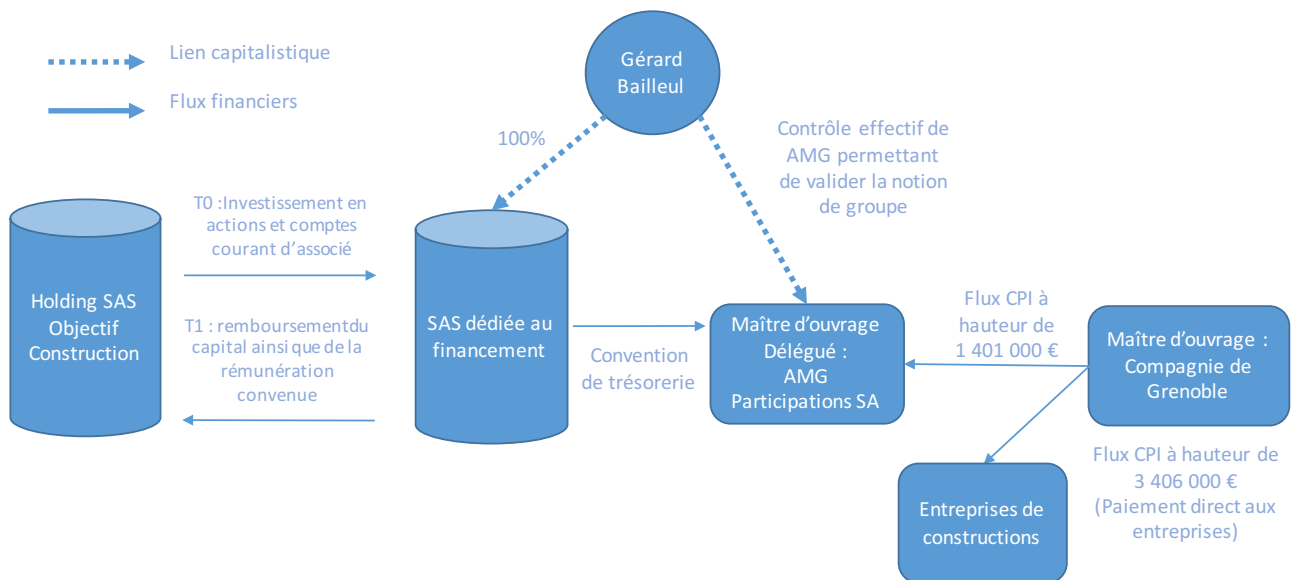 Lien capitalistique
Flux financiers
Gérard
Bailleul
100%
Contrôle effectif de
AMG permettant
de valider la notion
de groupe
T0 :Investissement en
actions et comptes
courant d'associé
Holding SAS
Objectif
Construction
T1 : remboursement du
capital ainsi que de la
rémunération
convenue
SAS dédiée au
financement
Convention
de trésorerie
Maître d'ouvrage
Délégué :
AMG
Participations SA
Flux CPI à
hauteur de
1 401 000 €
Maître d'ouvrage :
Compagnie de
Grenoble
Flux CPI à hauteur de
3 406 000 €
(Paiement direct aux
entreprises)
Entreprises de
constructions